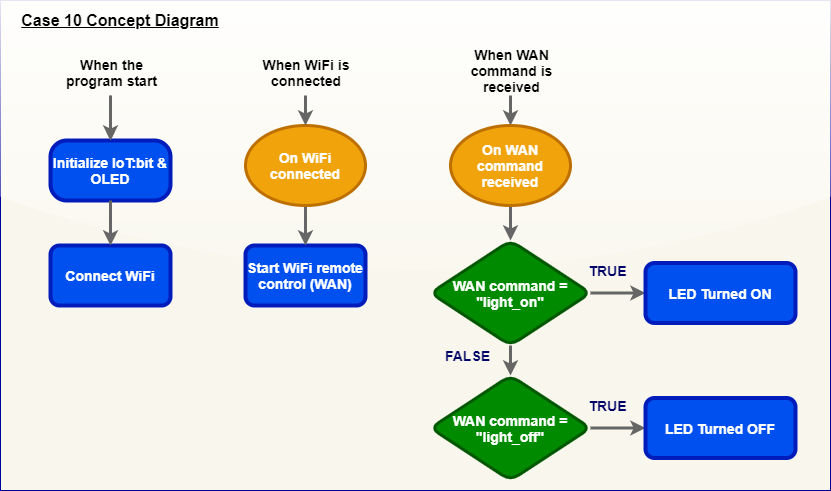 Case 10 Concept Diagram
When the
program start
Initialize IoT:bit &
OLED
Connect WiFi
When WiFi is
connected
On WiFi
connected
Start WiFi remote
control (WAN)
When WAN
command is
received
On WAN
command
received
WAN command =
"light_on"
TRUE
LED Turned ON
FALSE
WAN command =
"light_off"
TRUE
LED Turned OFF